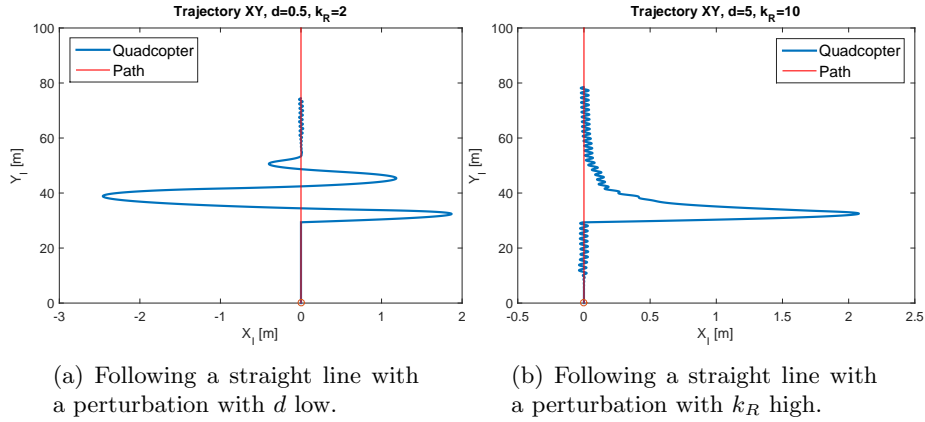 Trajectory XY, d=0.5, k_R=2
Quadcopter
Path
100
80
60
40
20
0
Y_I [m]
-3
-2
-1
0
1
2
X_I [m]
(a) Following a straight line with
a perturbation with d low.
Trajectory XY, d=5, k_R=10
Quadcopter
Path
100
80
60
40
20
0
Y_I [m]
-0.5
0
0.5
1
1.5
2
2.5
X_I [m]
(b) Following a straight line with
a perturbation with k_R high.